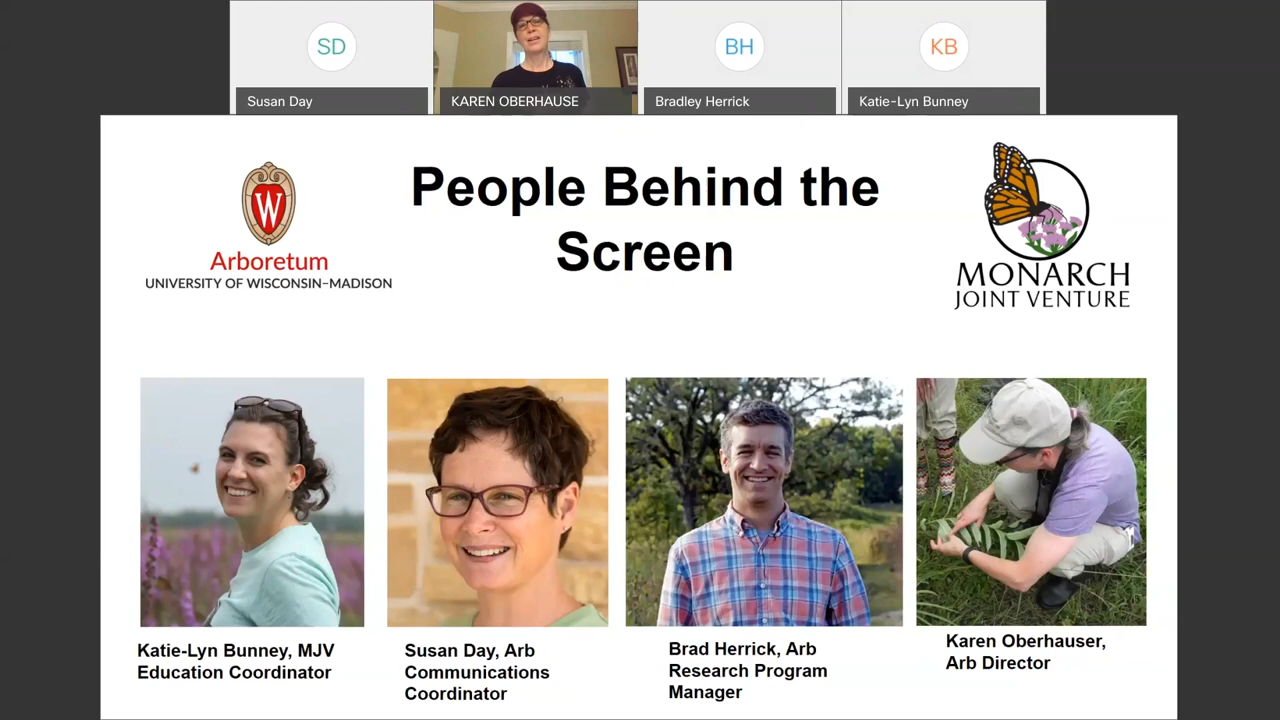 SD
BH
KB
Susan Day
KAREN OBERHAUSE
Bradley Herrick
Katie-Lyn Bunney
People Behind the
Screen
W
Arboretum
UNIVERSITY OF WISCONSIN–MADISON
MONARCH
JOINT VENTURE
Katie-Lyn Bunney, MJV
Education Coordinator
Susan Day, Arb
Communications
Coordinator
Brad Herrick, Arb
Research Program
Manager
Karen Oberhauser,
Arb Director